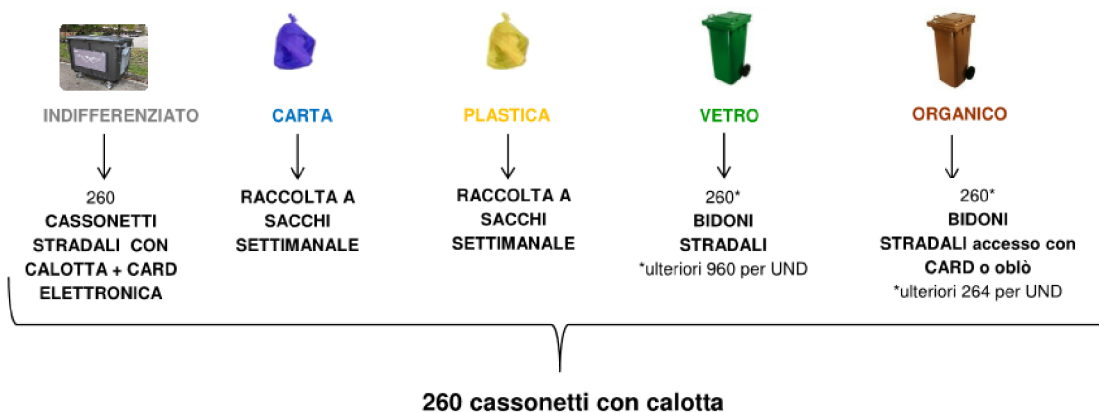 INDIFFERENZIATO
CARTA
PLASTICA
VETRO
ORGANICO
260
CASSONETTI
STRADALI CON
CALOTTA + CARD
ELETTRONICA
RACCOLTA A
SACCHI
SETTIMANALE
RACCOLTA A
SACCHI
SETTIMANALE
260*
BIDONI
STRADALI
*ulteriori 960 per UND
260*
BIDONI
STRADALI accesso con
CARD o oblò
*ulteriori 264 per UND
260 cassonetti con calotta